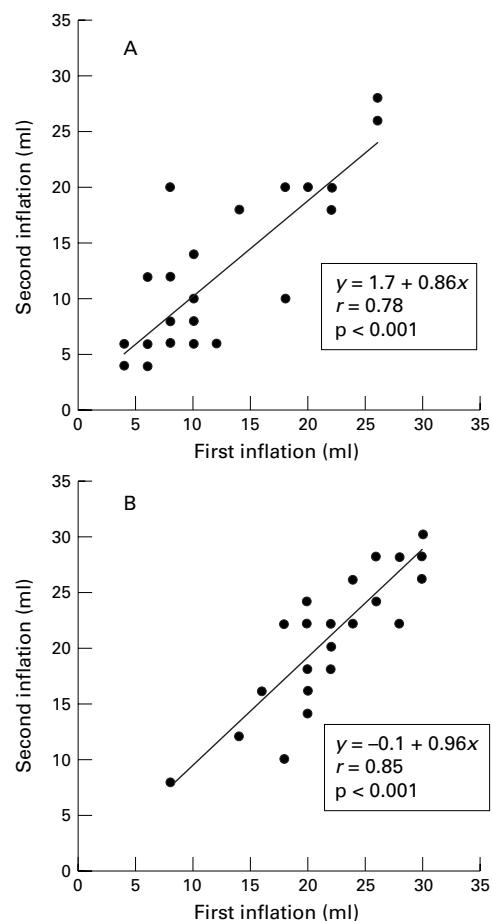 35
A
30
25
20
15
10
5
0
Second inflation (ml)
y = 1.7 + 0.86x
r = 0.78
p < 0.001
0 5 10 15 20 25 30 35
First inflation (ml)
35
B
30
25
20
15
10
5
0
Second inflation (ml)
y = –0.1 + 0.96x
r = 0.85
p < 0.001
0 5 10 15 20 25 30 35
First inflation (ml)